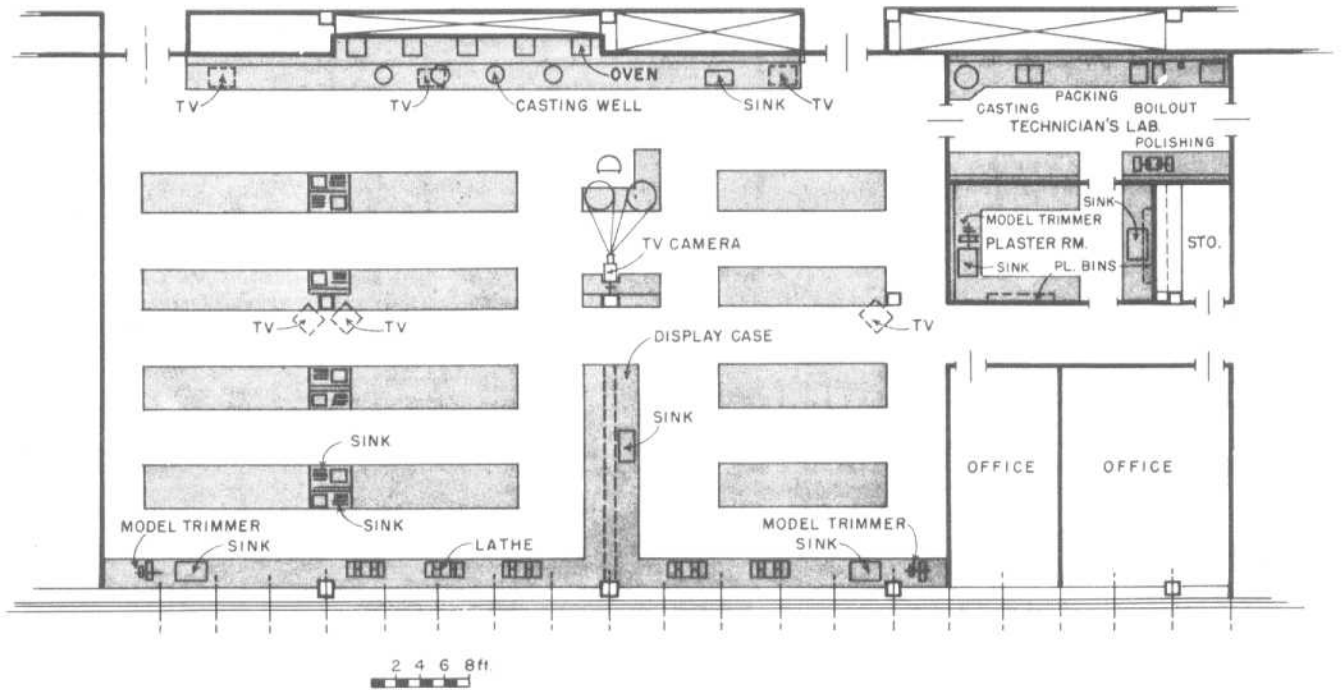 OVEN
TV
TV
CASTING WELL
SINK
TV
CASTING
PACKING
BOILOUT
TECHNICIAN'S LAB.
POLISHING
SINK
MODEL TRIMMER
PLASTER RM.
STO.
SINK
PL. BINS
TV CAMERA
TV
TV
TV
DISPLAY CASE
SINK
SINK
OFFICE
OFFICE
SINK
MODEL TRIMMER
SINK
LATHE
MODEL TRIMMER
SINK
2 4 6 8ft.